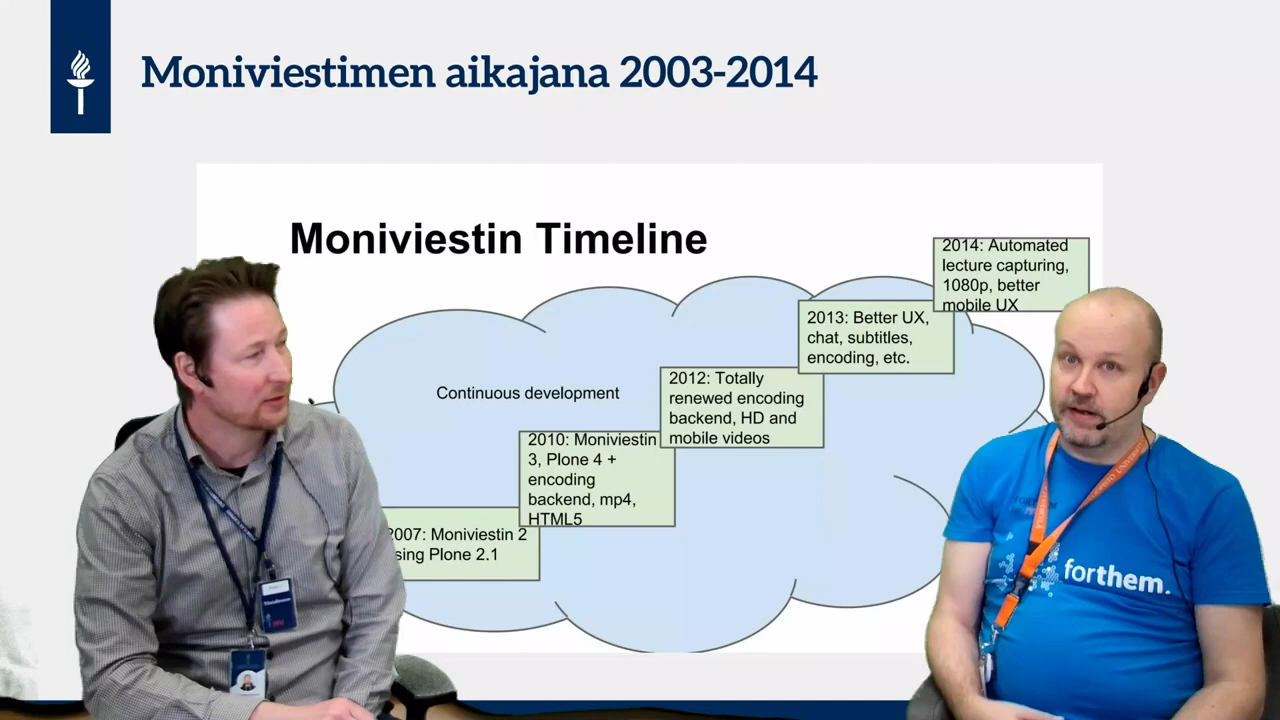 Moniviestimen aikajana 2003-2014
Moniviestin Timeline
2014: Automated
lecture capturing,
1080p, better
mobile UX
2013: Better UX,
chat, subtitles,
encoding, etc.
2012: Totally
renewed encoding
backend, HD and
mobile videos
Continuous development
2010: Moniviestin
3, Plone 4 +
encoding
backend, mp4,
HTML5
2007: Moniviestin 2
sing Plone 2.1
forthem.